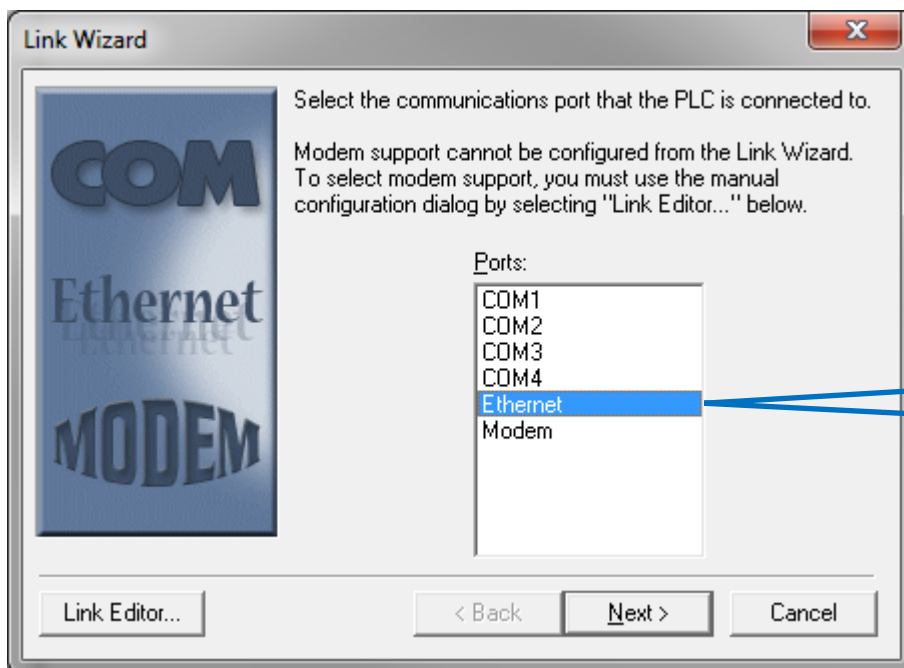 Link Wizard
COM
Ethernet
MODEM
Select the communications port that the PLC is connected to.
Modem support cannot be configured from the Link Wizard.
To select modem support, you must use the manual
configuration dialog by selecting "Link Editor..." below.
Ports:
COM1
COM2
COM3
COM4
Ethernet
Modem
Link Editor...
< Back
Next >
Cancel